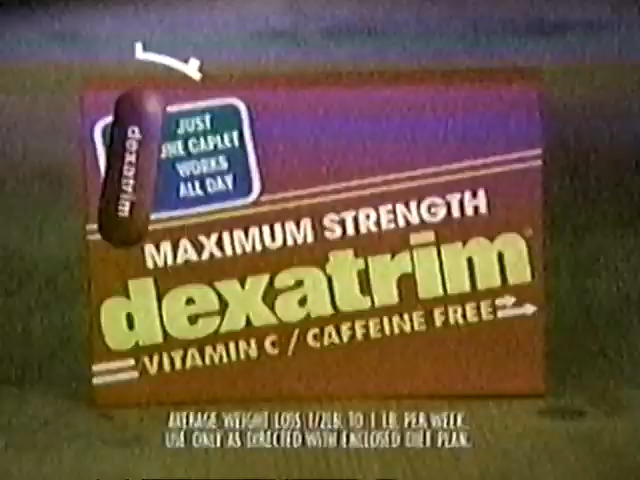 JUST
ONE CAPLET
WORKS
ALL DAY
dexatrim
MAXIMUM STRENGTH
dexatrim
VITAMIN C / CAFFEINE FREE
AVERAGE WEIGHT LOSS 1/2LB. TO 1 LB. PER WEEK.
USE ONLY AS DIRECTED WITH ENCLOSED DIET PLAN.